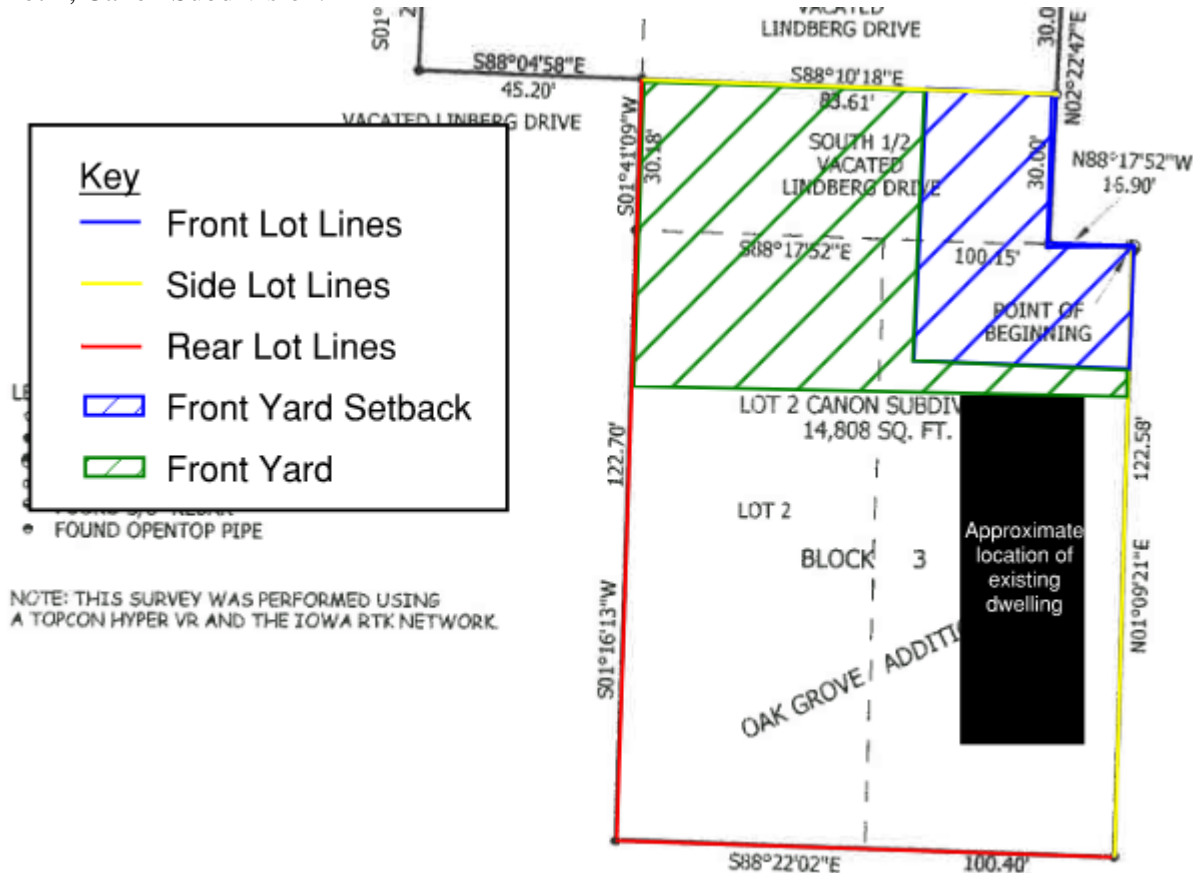 VACATED
LINDBERG DRIVE
S01°
2
30.0
N02°22'47"E
S88°04'58"E
45.20'
S88°10'18"E
83.61'
VACATED LINBERG DRIVE
S01°41'09"W
30.18'
SOUTH 1/2
VACATED
LINDBERG DRIVE
30.00'
N88°17'52"W
16.90'
S88°17'52"E
100.15'
POINT OF
BEGINNING
Key
Front Lot Lines
Side Lot Lines
Rear Lot Lines
Front Yard Setback
Front Yard
LE
FOUND OPENTOP PIPE
NOTE: THIS SURVEY WAS PERFORMED USING
A TOPCON HYPER VR AND THE IOWA RTK NETWORK.
LOT 2 CANON SUBDIV
14,808 SQ. FT.
122.70'
122.58'
LOT 2
BLOCK 3
Approximate
location of
existing
dwelling
S01°16'13"W
N01°09'21"E
OAK GROVE ADDITIO
S88°22'02"E
100.40'